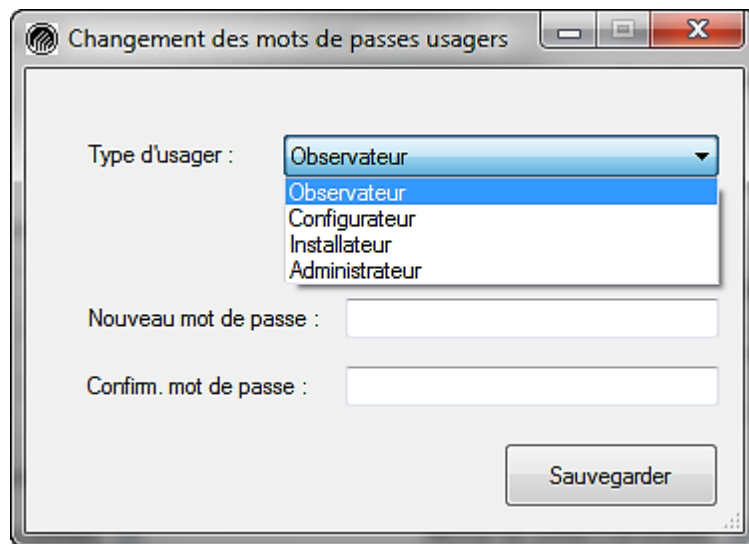 Changement des mots de passes usagers
Type d'usager : Observateur
Observateur
Configurateur
Installateur
Administrateur
Nouveau mot de passe :
Confirm. mot de passe :
Sauvegarder